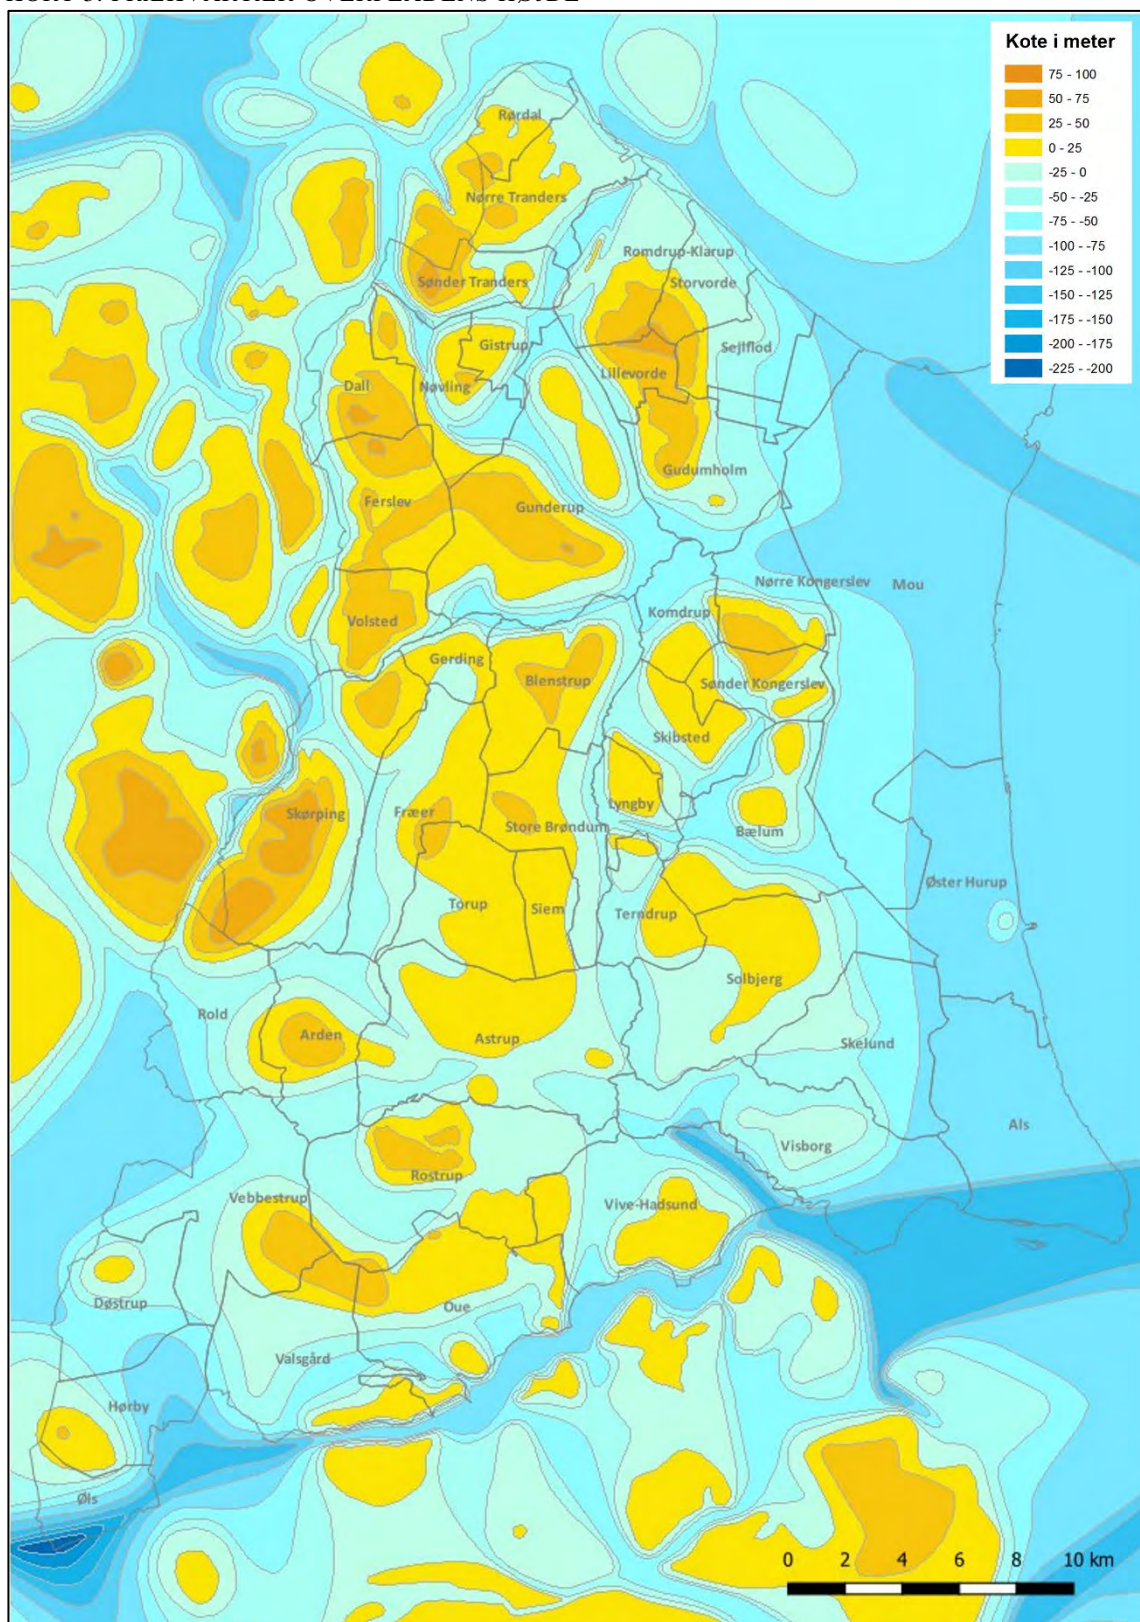 Kote i meter
75 - 100
50 - 75
25 - 50
0 - 25
-25 - 0
-50 - -25
-75 - -50
-100 - -75
-125 - -100
-150 - -125
-175 - -150
-200 - -175
-225 - -200
Rørdal
Nørre Tranders
Romdrup-Klarup
Sønder Tranders
Storvorde
Gistrup
Sejlflod
Lillevorde
Dall
Nøvling
Gudumholm
Ferslev
Gunderup
Nørre Kongerslev
Mou
Komdrup
Volsted
Gerding
Blenstrup
Sønder Kongerslev
Skibsted
Lyngby
Fræer
Skørping
Store Brøndum
Bælum
Øster Hurup
Torup
Siem
Terndrup
Solbjerg
Rold
Arden
Astrup
Skelund
Als
Visborg
Rostrup
Vebbestrup
Vive-Hadsund
Døstrup
Oue
Valsgård
Hørby
Øls
0 2 4 6 8 10 km